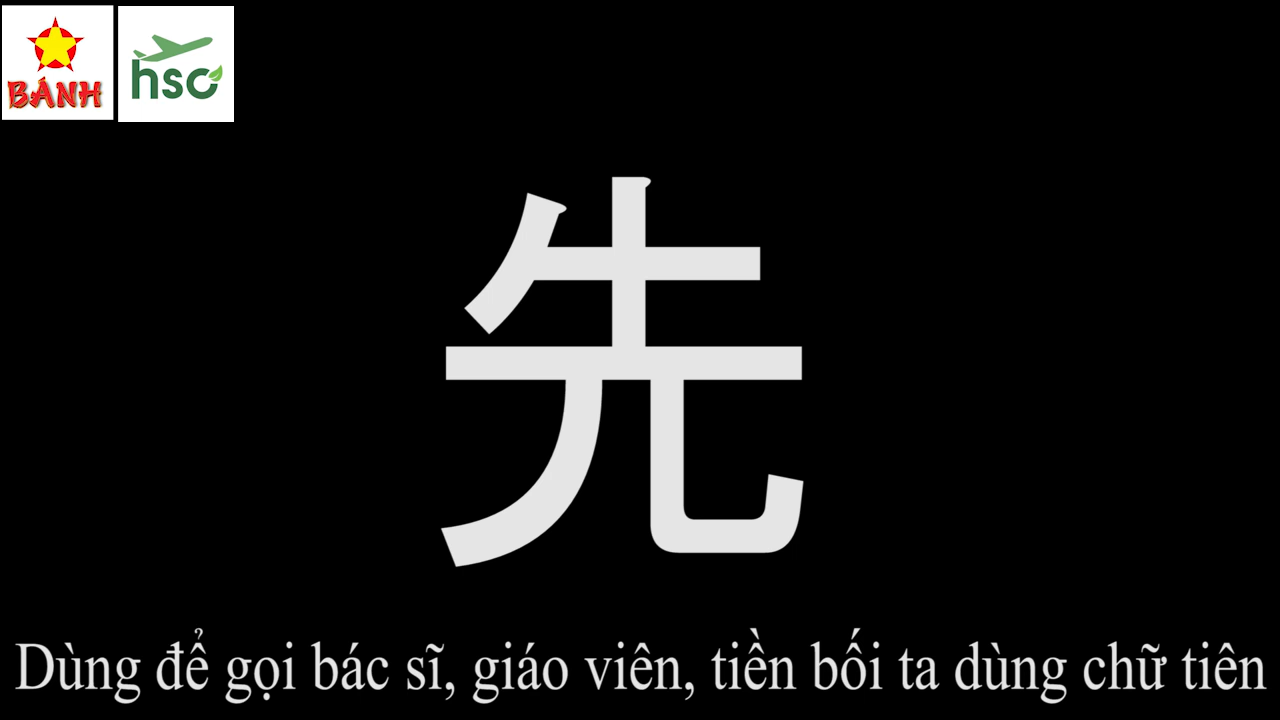 BÁNH
hsc
先
Dùng để gọi bác sĩ, giáo viên, tiền bối ta dùng chữ tiên